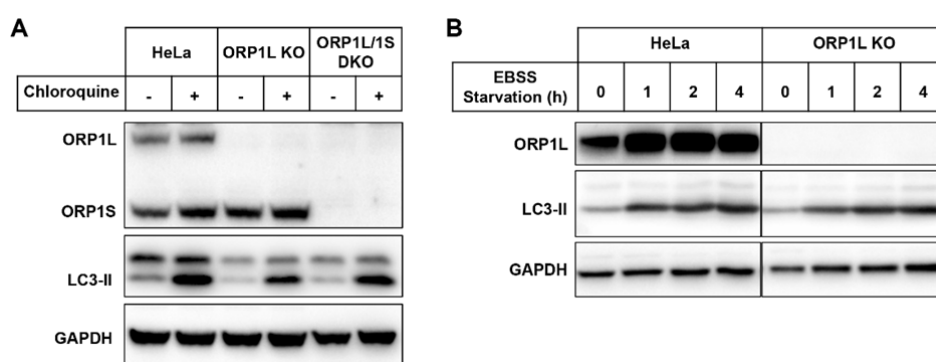 A
HeLa ORP1L KO ORP1L/1S DKO
Chloroquine - + - + - +
ORP1L
ORP1S
LC3-II
GAPDH
B
HeLa ORP1L KO
EBSS Starvation (h) 0 1 2 4 0 1 2 4
ORP1L
LC3-II
GAPDH